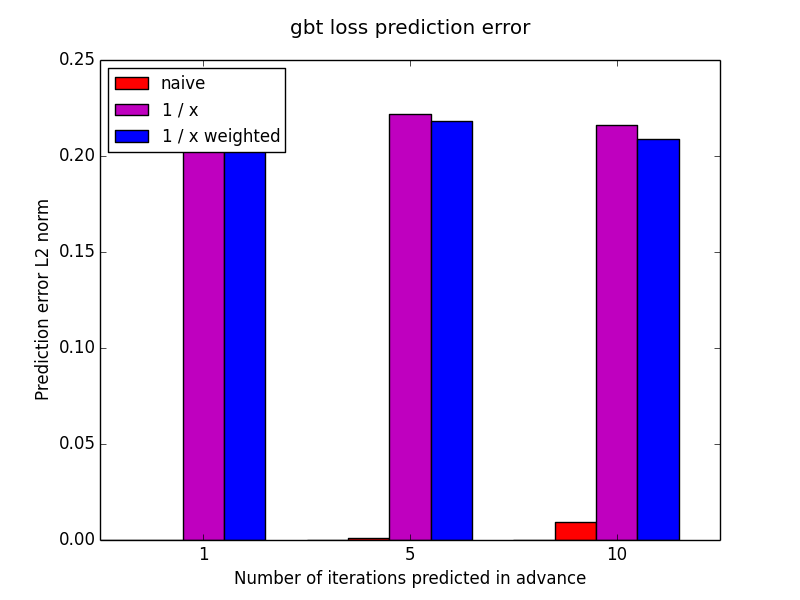 gbt loss prediction error
0.25
0.20
0.15
0.10
0.05
0.00
Prediction error L2 norm
naive
1 / x
1 / x weighted
1 5 10
Number of iterations predicted in advance